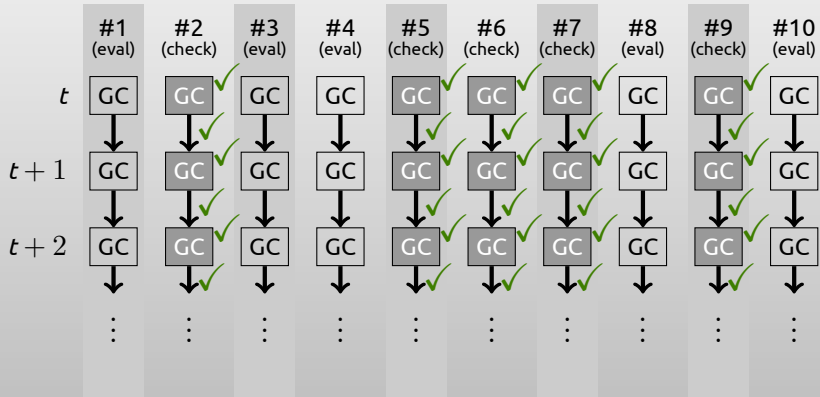 #1 #2 #3 #4 #5 #6 #7 #8 #9 #10
(eval) (check) (eval) (eval) (check) (check) (check) (eval) (check) (eval)
t GC GC GC GC GC GC GC GC GC GC
t + 1 GC GC GC GC GC GC GC GC GC GC
t + 2 GC GC GC GC GC GC GC GC GC GC
⋮ ⋮ ⋮ ⋮ ⋮ ⋮ ⋮ ⋮ ⋮ ⋮